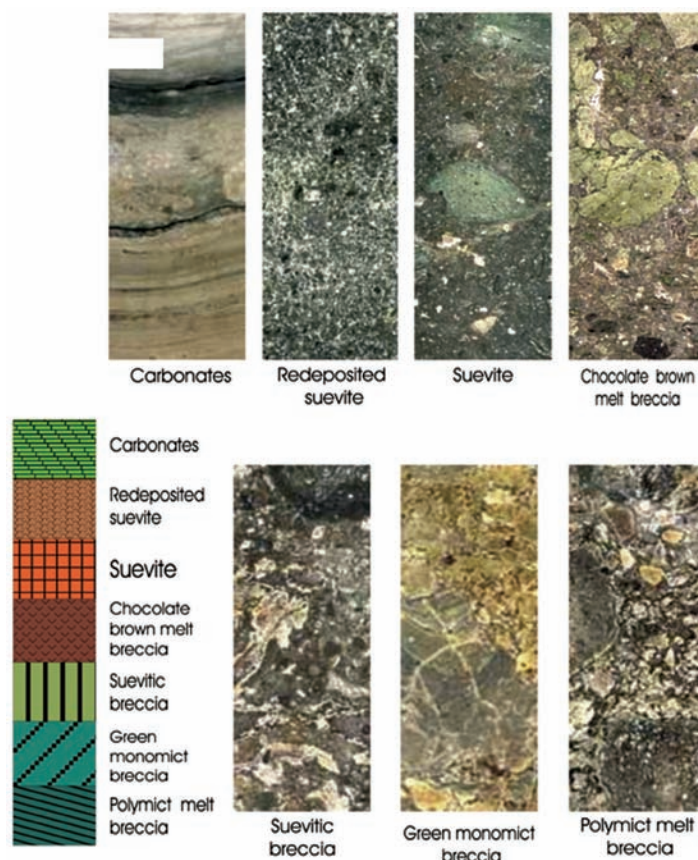 Carbonates
Redeposited
suevite
Suevite
Chocolate brown
melt breccia
Carbonates
Redeposited
suevite
Suevite
Chocolate
brown melt
breccia
Suevitic
breccia
Green
monomict
breccia
Polymict melt
breccia
Suevitic
breccia
Green monomict
breccia
Polymict melt
breccia